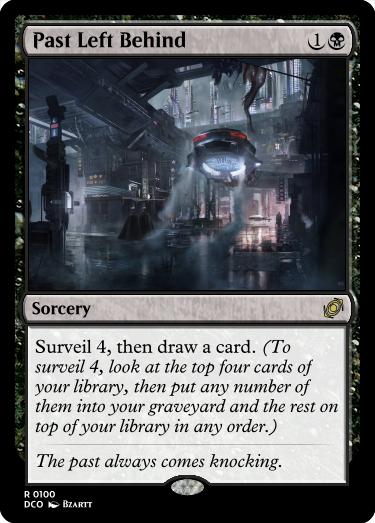 Past Left Behind 1
Sorcery
Surveil 4, then draw a card. (To
surveil 4, look at the top four cards of
your library, then put any number of
them into your graveyard and the rest on
top of your library in any order.)
The past always comes knocking.
R 0100
DCO Bzartt